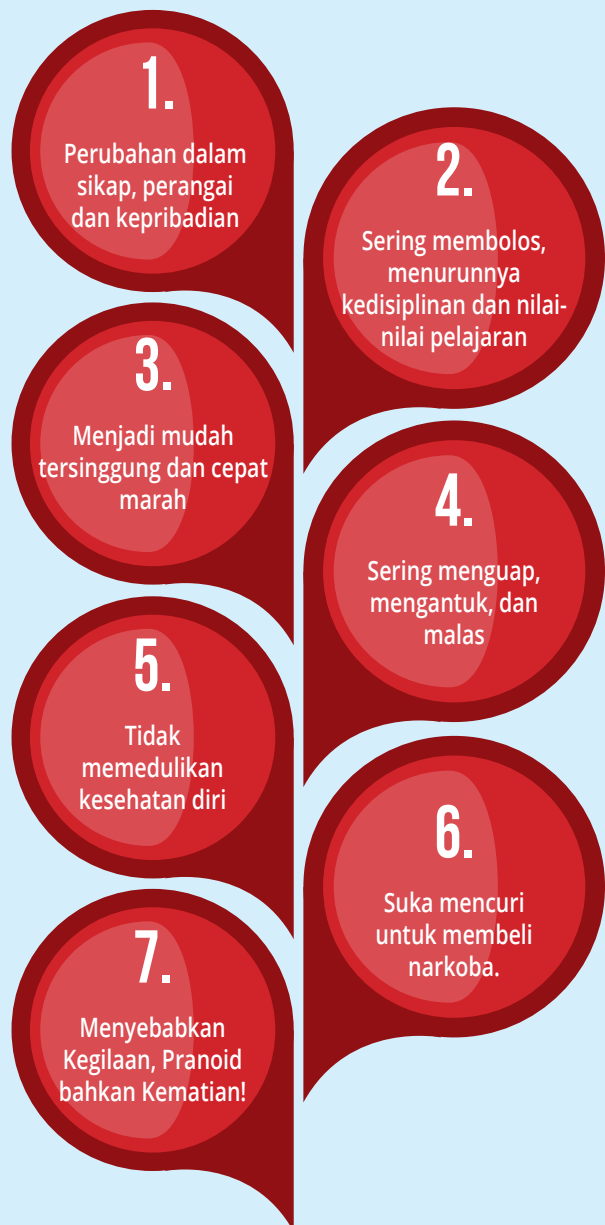 1.
Perubahan dalam
sikap, perangai
dan kepribadian
2.
Sering membolos,
menurunnya
kedisiplinan dan nilai-
nilai pelajaran
3.
Menjadi mudah
tersinggung dan cepat
marah
4.
Sering menguap,
mengantuk, dan
malas
5.
Tidak
memedulikan
kesehatan diri
6.
Suka mencuri
untuk membeli
narkoba.
7.
Menyebabkan
Kegilaan, Pranoid
bahkan Kematian!